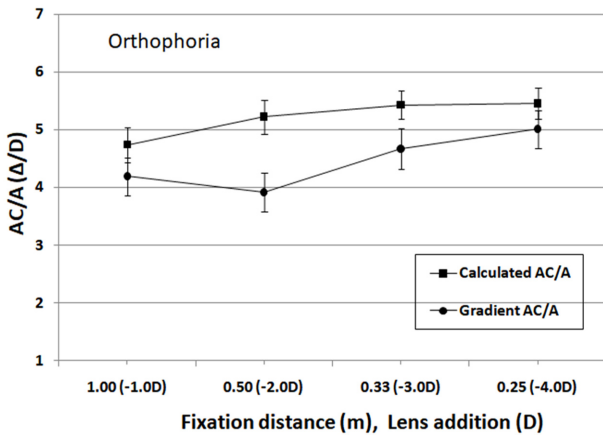 Orthophoria
7
6
5
4
3
2
1
AC/A (Δ/D)
Calculated AC/A
Gradient AC/A
1.00 (-1.0D) 0.50 (-2.0D) 0.33 (-3.0D) 0.25 (-4.0D)
Fixation distance (m), Lens addition (D)